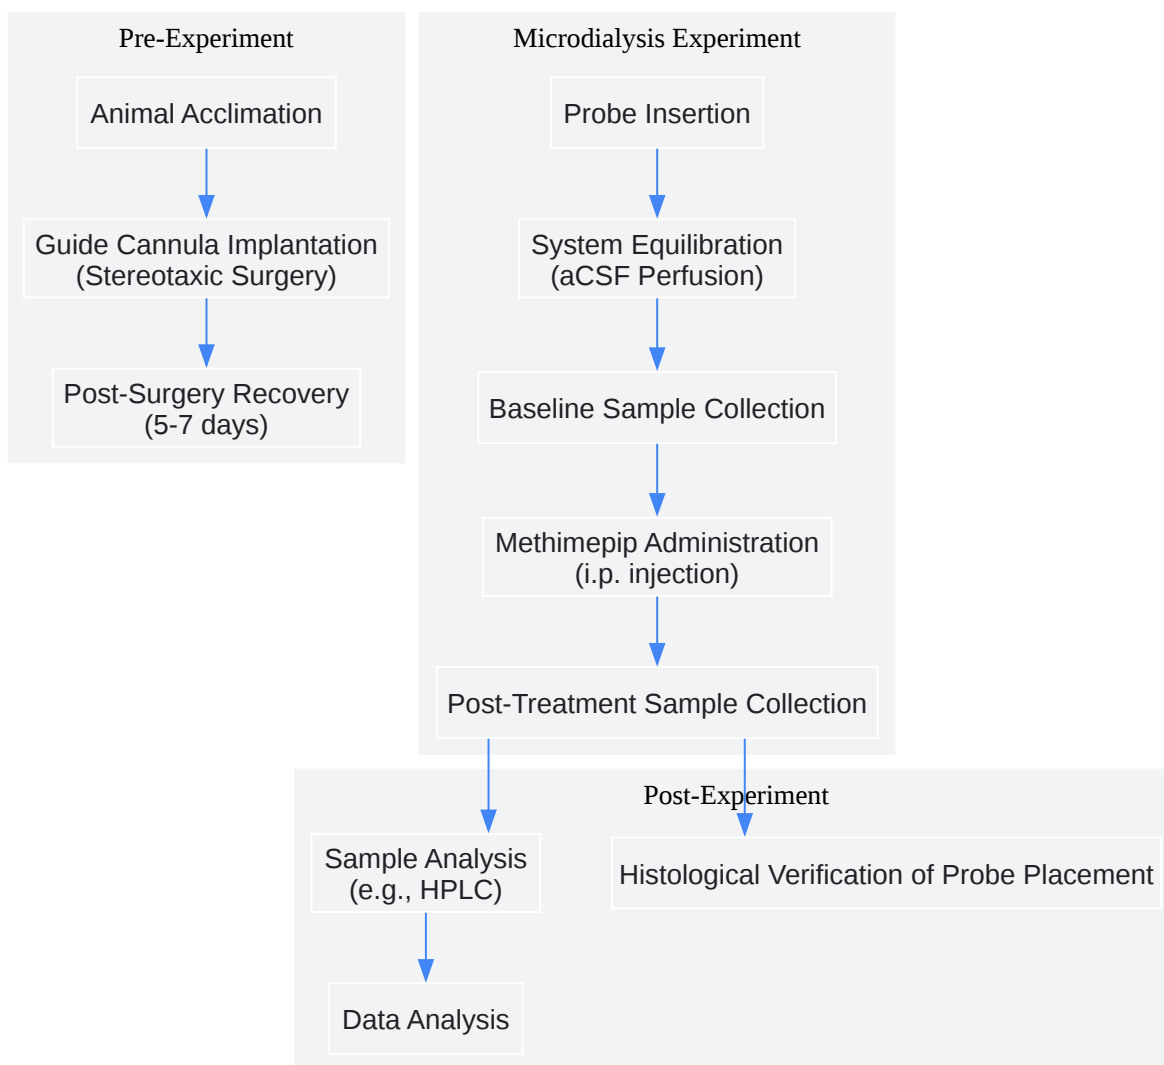 Pre-Experiment
Animal Acclimation
Guide Cannula Implantation
(Stereotaxic Surgery)
Post-Surgery Recovery
(5-7 days)
Microdialysis Experiment
Probe Insertion
System Equilibration
(aCSF Perfusion)
Baseline Sample Collection
Methimepip Administration
(i.p. injection)
Post-Treatment Sample Collection
Post-Experiment
Sample Analysis
(e.g., HPLC)
Histological Verification of Probe Placement
Data Analysis